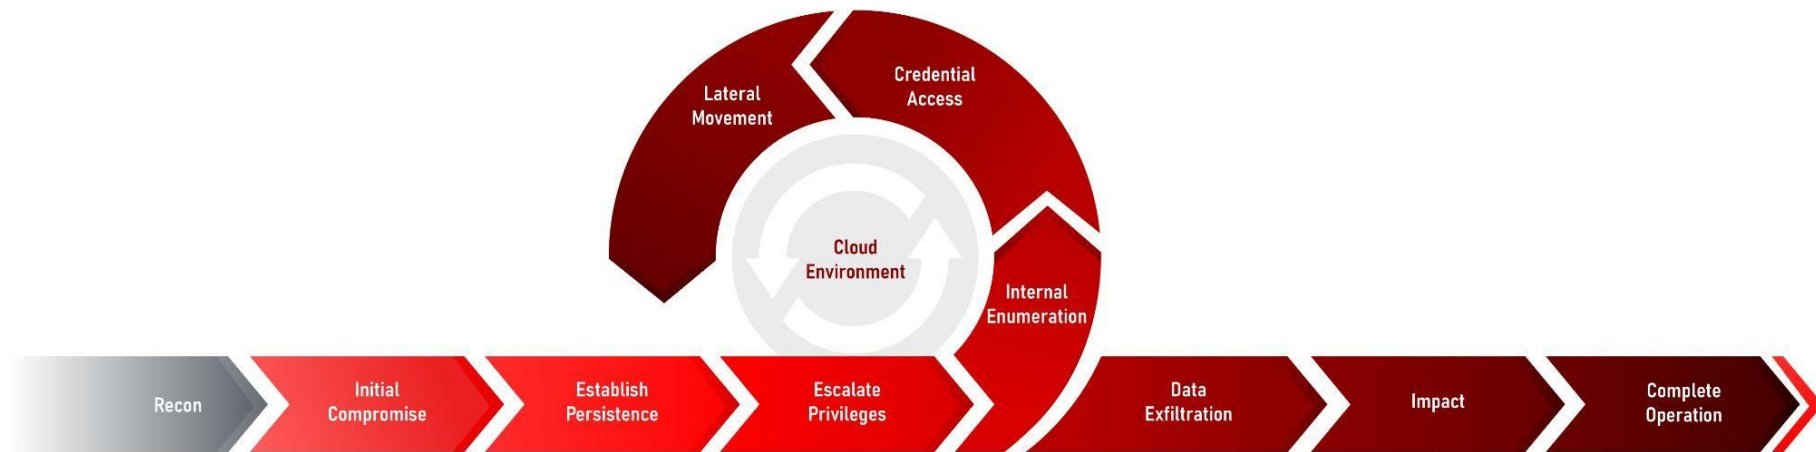 Lateral
Movement
Credential
Access
Cloud
Environment
Internal
Enumeration
Recon
Initial
Compromise
Establish
Persistence
Escalate
Privileges
Data
Exfiltration
Impact
Complete
Operation